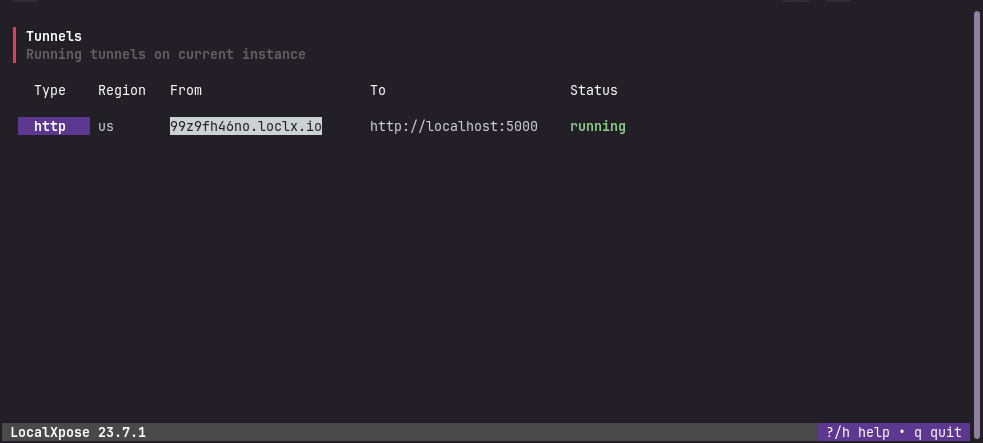 Tunnels
Running tunnels on current instance
Type Region From To Status
http us 99z9fh46no.loclx.io http://localhost:5000 running
LocalXpose 23.7.1 ?/h help • q quit